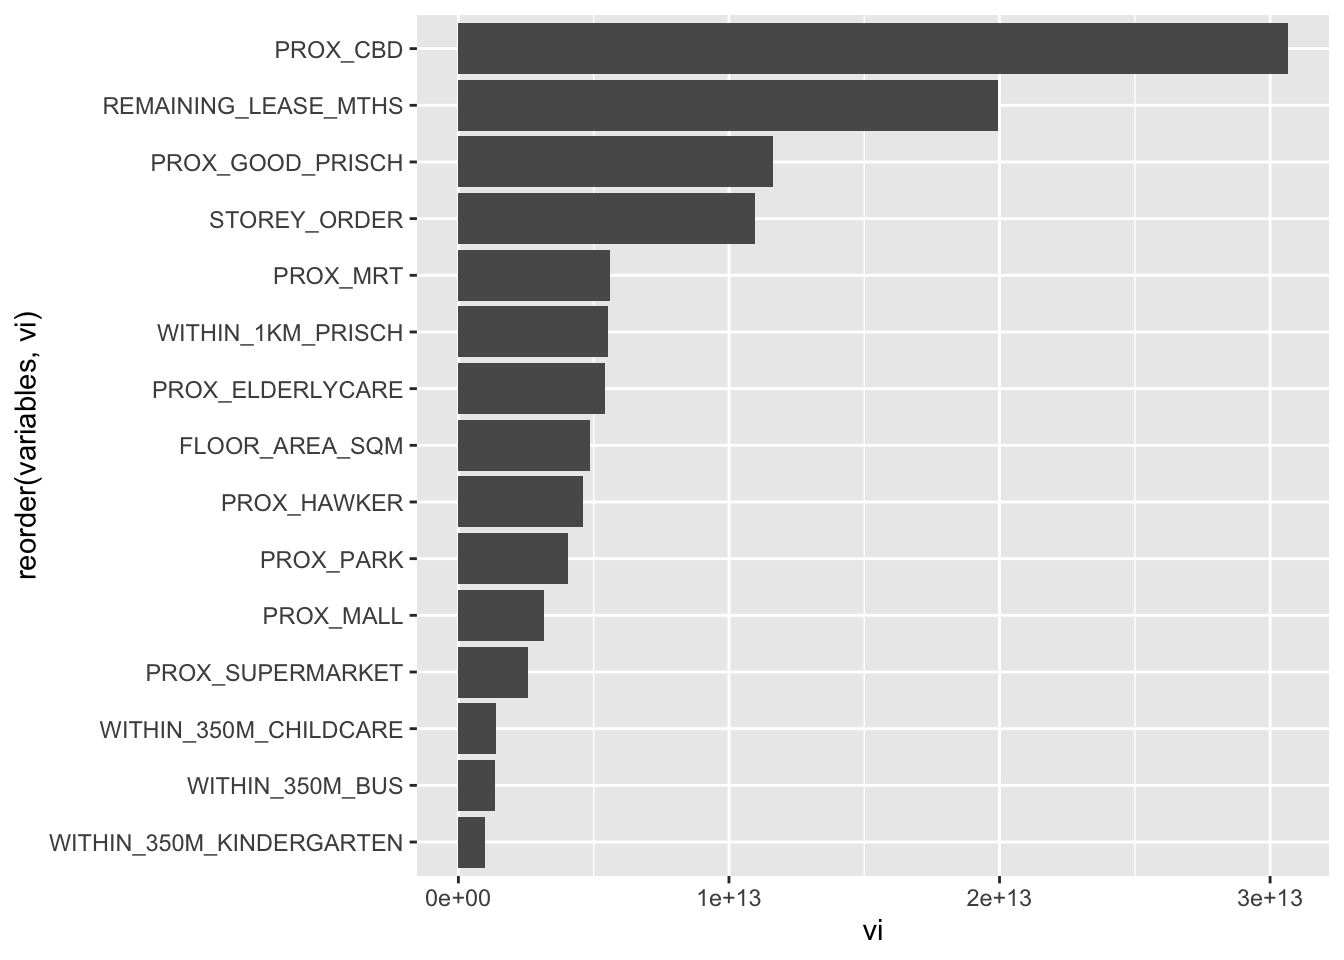 PROX_CBD
REMAINING_LEASE_MTHS
PROX_GOOD_PRISCH
STOREY_ORDER
PROX_MRT
WITHIN_1KM_PRISCH
PROX_ELDERLYCARE
FLOOR_AREA_SQM
PROX_HAWKER
PROX_PARK
PROX_MALL
PROX_SUPERMARKET
WITHIN_350M_CHILDCARE
WITHIN_350M_BUS
WITHIN_350M_KINDERGARTEN
reorder(variables, vi)
0e+00 1e+13 2e+13 3e+13
vi